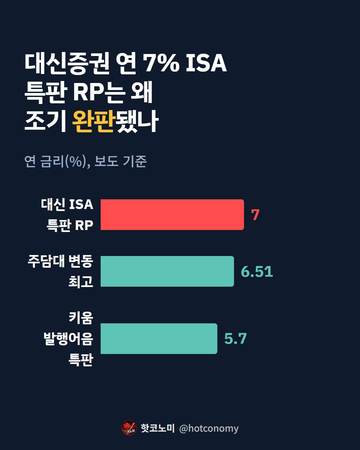 대신증권 연 7% ISA
특판 RP는 왜
조기 완판됐나
연 금리(%), 보도 기준
대신 ISA
특판 RP
7
주담대 변동
최고
6.51
키움
발행어음
특판
5.7
핫코노미 @hotconomy